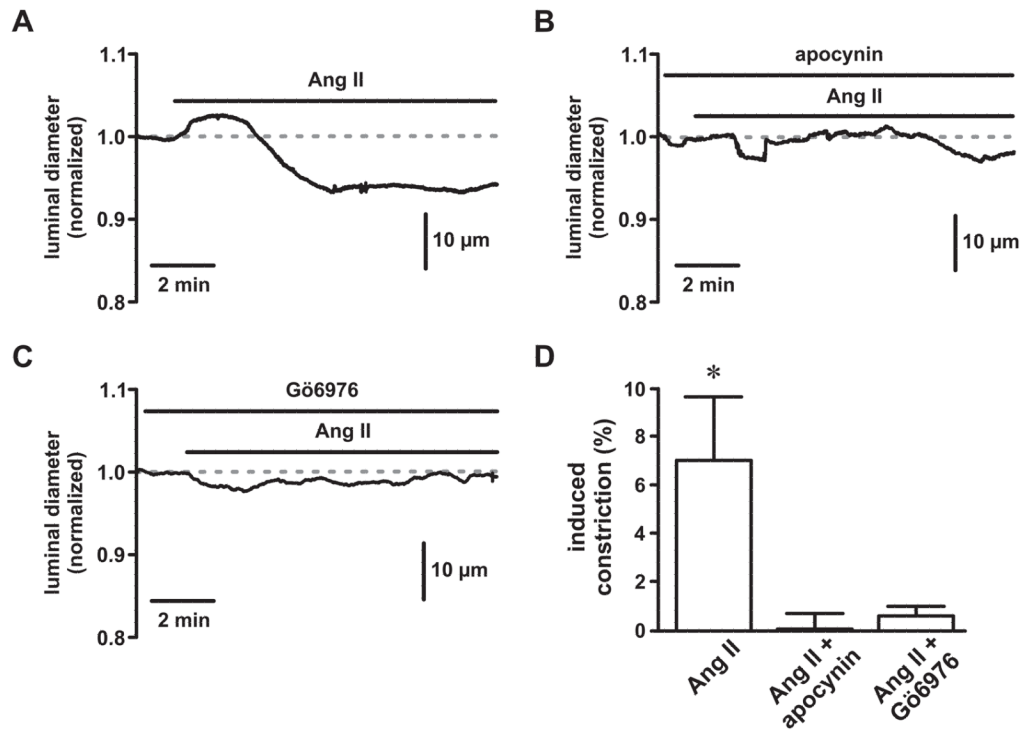 A
luminal diameter
(normalized)
1.1
1.0
0.9
0.8
Ang II
10 µm
2 min
B
luminal diameter
(normalized)
1.1
1.0
0.9
0.8
apocynin
Ang II
10 µm
2 min
C
luminal diameter
(normalized)
1.1
1.0
0.9
0.8
Gö6976
Ang II
10 µm
2 min
D
induced
constriction (%)
10
8
6
4
2
0
*
Ang II
Ang II +
apocynin
Ang II +
Gö6976